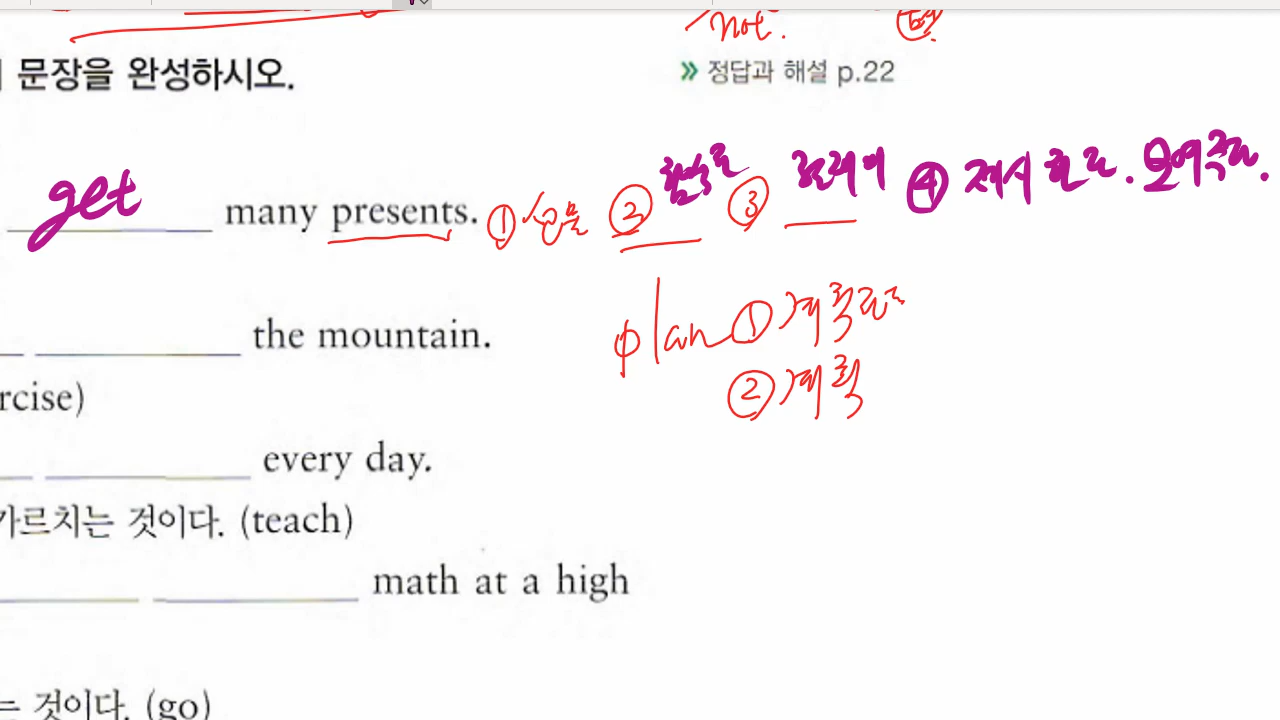 not.
문장을 완성하시오.
» 정답과 해설 p.22
get many presents. ① 선물 ② 참석로 ③ 현재의 ④ 제시하다. 보여주다.
the mountain.
plan ① 계획하다
② 계획
rcise)
every day.
가르치는 것이다. (teach)
math at a high
는 것이다. (go)